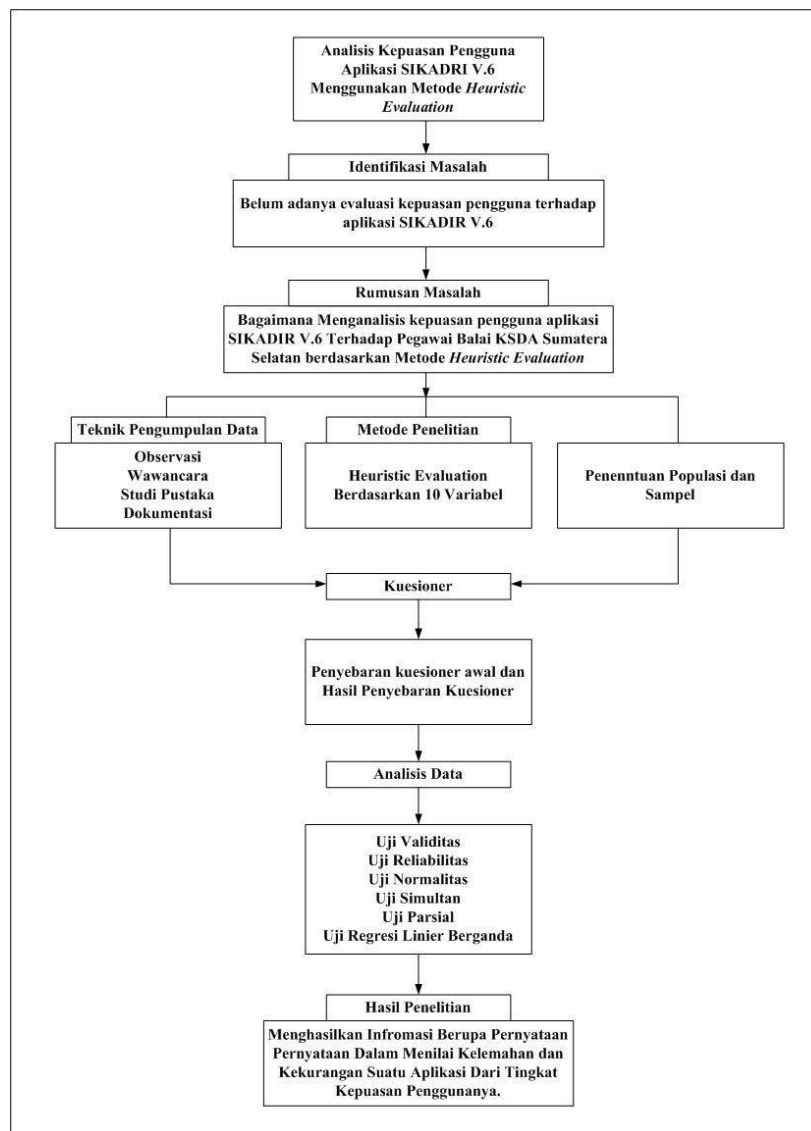 Analisis Kepuasan Pengguna
Aplikasi SIKADRI V.6
Menggunakan Metode Heuristic
Evaluation
Identifikasi Masalah
Belum adanya evaluasi kepuasan pengguna terhadap
aplikasi SIKADIR V.6
Rumusan Masalah
Bagaimana Menganalisis kepuasan pengguna aplikasi
SIKADIR V.6 Terhadap Pegawai Balai KSDA Sumatera
Selatan berdasarkan Metode Heuristic Evaluation
Teknik Pengumpulan Data
Observasi
Wawancara
Studi Pustaka
Dokumentasi
Metode Penelitian
Heuristic Evaluation
Berdasarkan 10 Variabel
Penenntuan Populasi dan
Sampel
Kuesioner
Penyebaran kuesioner awal dan
Hasil Penyebaran Kuesioner
Analisis Data
Uji Validitas
Uji Reliabilitas
Uji Normalitas
Uji Simultan
Uji Parsial
Uji Regresi Linier Berganda
Hasil Penelitian
Menghasilkan Infromasi Berupa Pernyataan
Pernyataan Dalam Menilai Kelemahan dan
Kekurangan Suatu Aplikasi Dari Tingkat
Kepuasan Penggunanya.